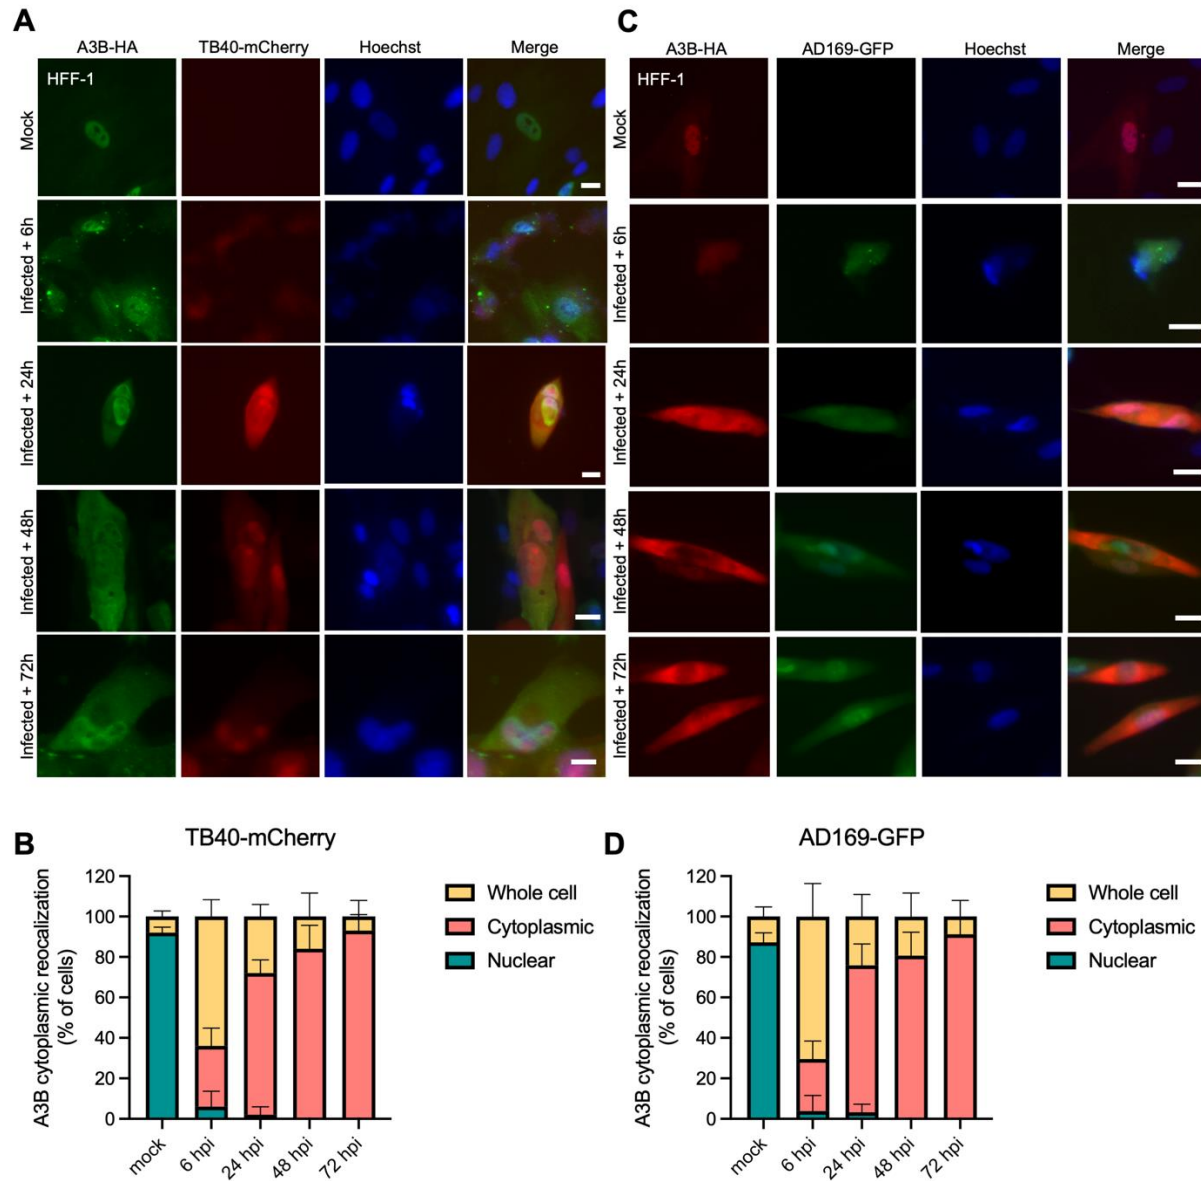 A
A3B-HA TB40-mCherry Hoechst Merge
HFF-1
Mock
Infected + 6h
Infected + 24h
Infected + 48h
Infected + 72h
C
A3B-HA AD169-GFP Hoechst Merge
HFF-1
Mock
Infected + 6h
Infected + 24h
Infected + 48h
Infected + 72h
B
TB40-mCherry
A3B cytoplasmic reocalization
(% of cells)
120
100
80
60
40
20
0
mock 6 hpi 24 hpi 48 hpi 72 hpi
Whole cell
Cytoplasmic
Nuclear
D
AD169-GFP
A3B cytoplasmic reocalization
(% of cells)
120
100
80
60
40
20
0
mock 6 hpi 24 hpi 48 hpi 72 hpi
Whole cell
Cytoplasmic
Nuclear